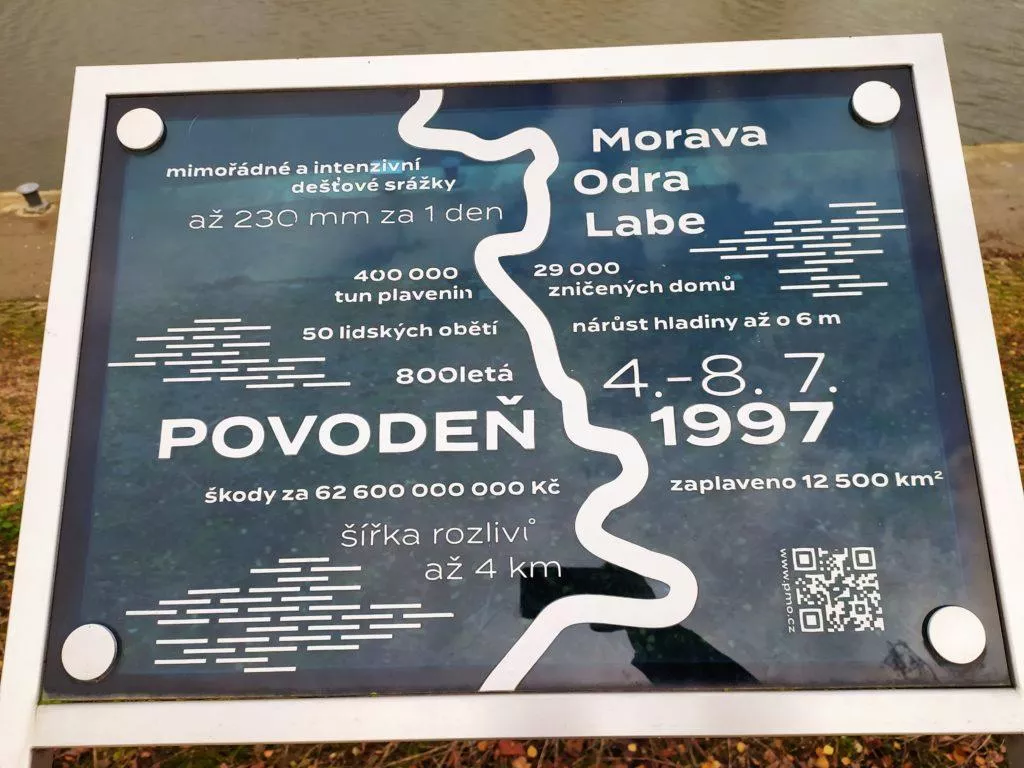 mimořádné a intenzivní
dešťové srážky
až 230 mm za 1 den
Morava
Odra
Labe
400 000
tun plavenin
29 000
zničených domů
50 lidských obětí
nárůst hladiny až o 6 m
800letá
POVODEŇ
4.-8. 7.
1997
škody za 62 600 000 000 Kč
zaplaveno 12 500 km²
šířka rozlivů
až 4 km
www.pmo.cz